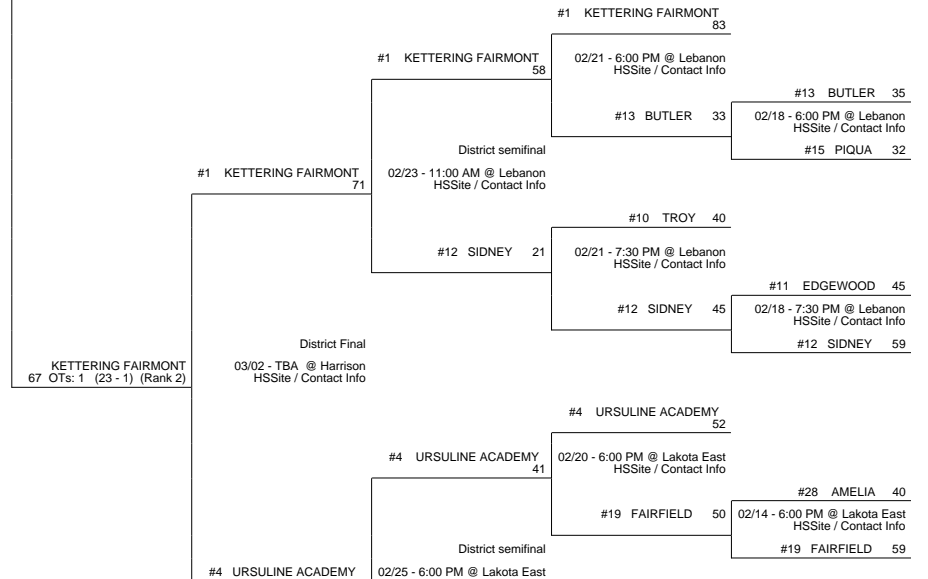 #1 KETTERING FAIRMONT
83
#1 KETTERING FAIRMONT
58
02/21 - 6:00 PM @ Lebanon
HSSite / Contact Info
#13 BUTLER 35
#13 BUTLER 33
02/18 - 6:00 PM @ Lebanon
HSSite / Contact Info
District semifinal
#15 PIQUA 32
#1 KETTERING FAIRMONT
71
02/23 - 11:00 AM @ Lebanon
HSSite / Contact Info
#10 TROY 40
#12 SIDNEY 21
02/21 - 7:30 PM @ Lebanon
HSSite / Contact Info
#11 EDGEWOOD 45
#12 SIDNEY 45
02/18 - 7:30 PM @ Lebanon
HSSite / Contact Info
District Final
#12 SIDNEY 59
KETTERING FAIRMONT
67 OTs: 1 (23 - 1) (Rank 2)
03/02 - TBA @ Harrison
HSSite / Contact Info
#4 URSULINE ACADEMY
52
#4 URSULINE ACADEMY
41
02/20 - 6:00 PM @ Lakota East
HSSite / Contact Info
#28 AMELIA 40
#19 FAIRFIELD 50
02/14 - 6:00 PM @ Lakota East
HSSite / Contact Info
District semifinal
#19 FAIRFIELD 59
#4 URSULINE ACADEMY
02/25 - 6:00 PM @ Lakota East